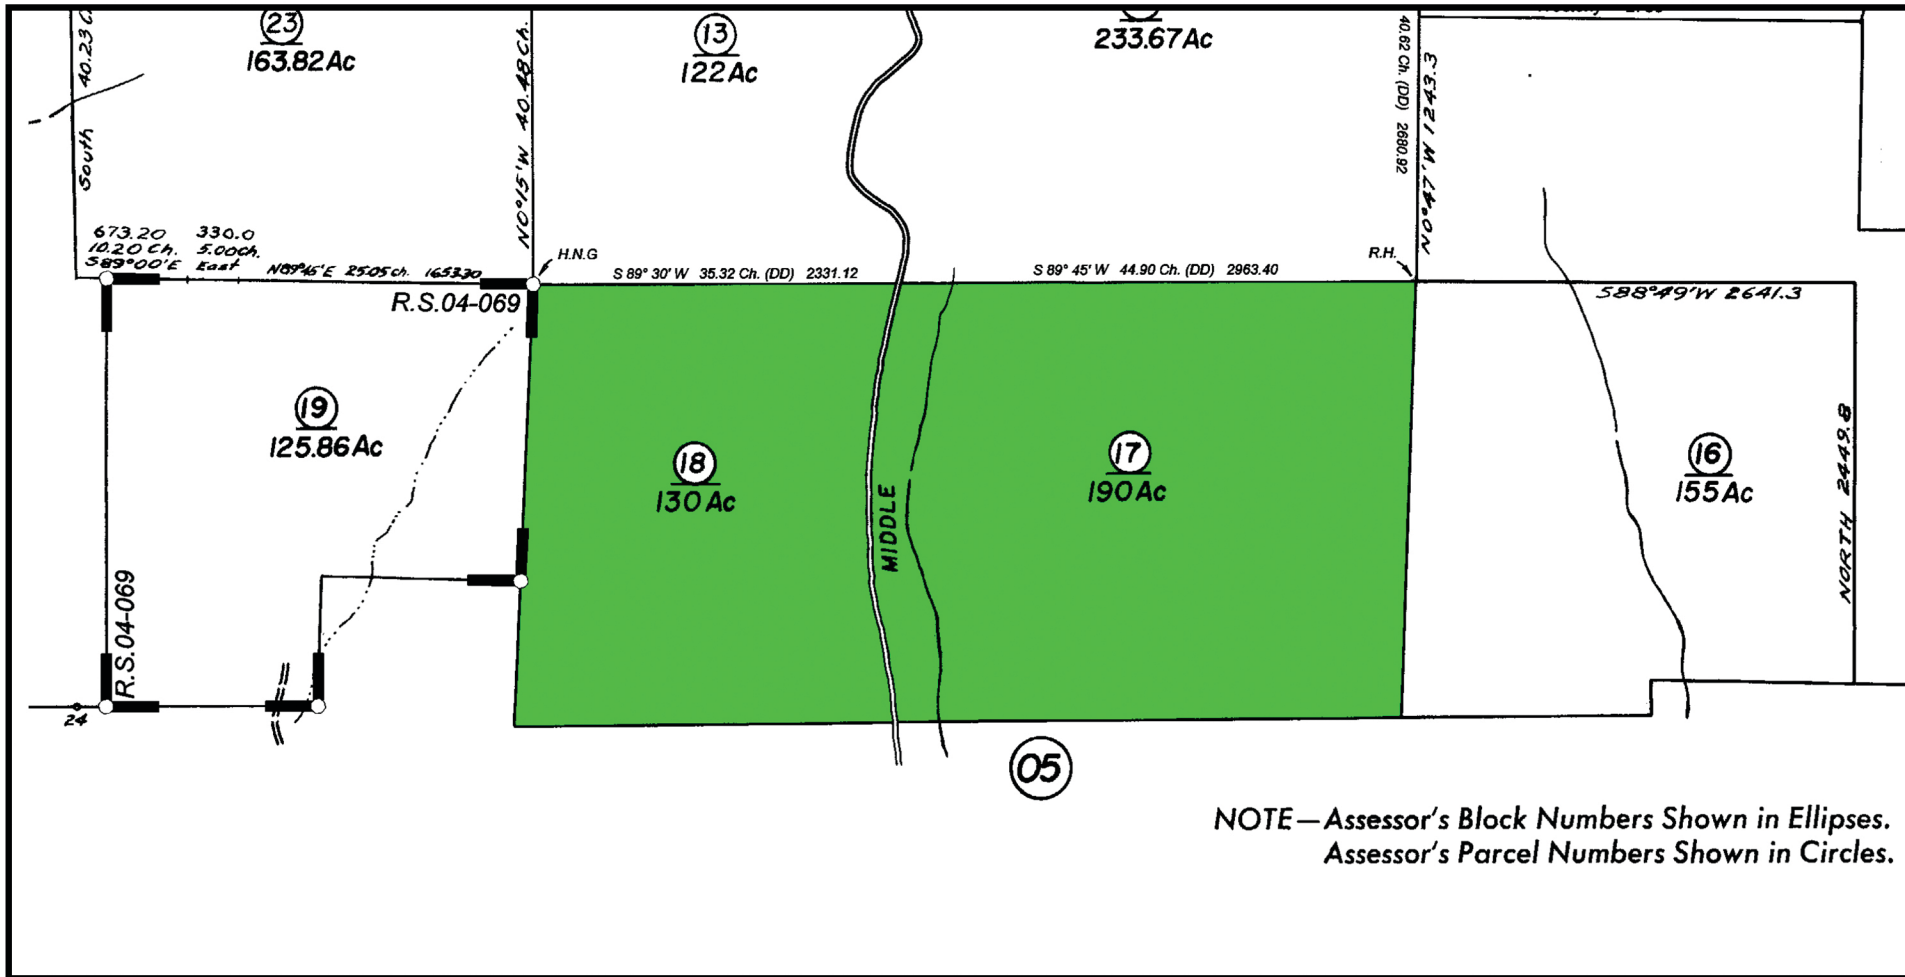 23
163.82 Ac
13
122 Ac
233.67 Ac
South 40.23 C
N0°15'W 40.48 Ch.
40.62 Ch. (DD) 2680.92
N0°47'W 1243.3
673.20 330.0
10.20 Ch. 5.00Ch.
S89°00'E East
N89°45'E 25.05 ch. 1653.30
H.N.G
S 89° 30' W 35.32 Ch. (DD) 2331.12
S 89° 45' W 44.90 Ch. (DD) 2963.40
R.H.
S88°49'W 2641.3
R.S.04-069
19
125.86 Ac
18
130 Ac
MIDDLE
17
190 Ac
16
155 Ac
NORTH 2449.8
R.S.04-069
24
05
NOTE—Assessor's Block Numbers Shown in Ellipses.
Assessor's Parcel Numbers Shown in Circles.